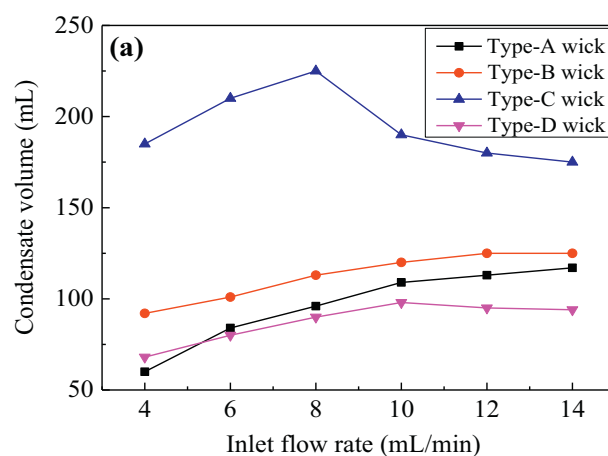 (a)
Type-A wick
Type-B wick
Type-C wick
Type-D wick
Condensate volume (mL)
250
200
150
100
50
4 6 8 10 12 14
Inlet flow rate (mL/min)